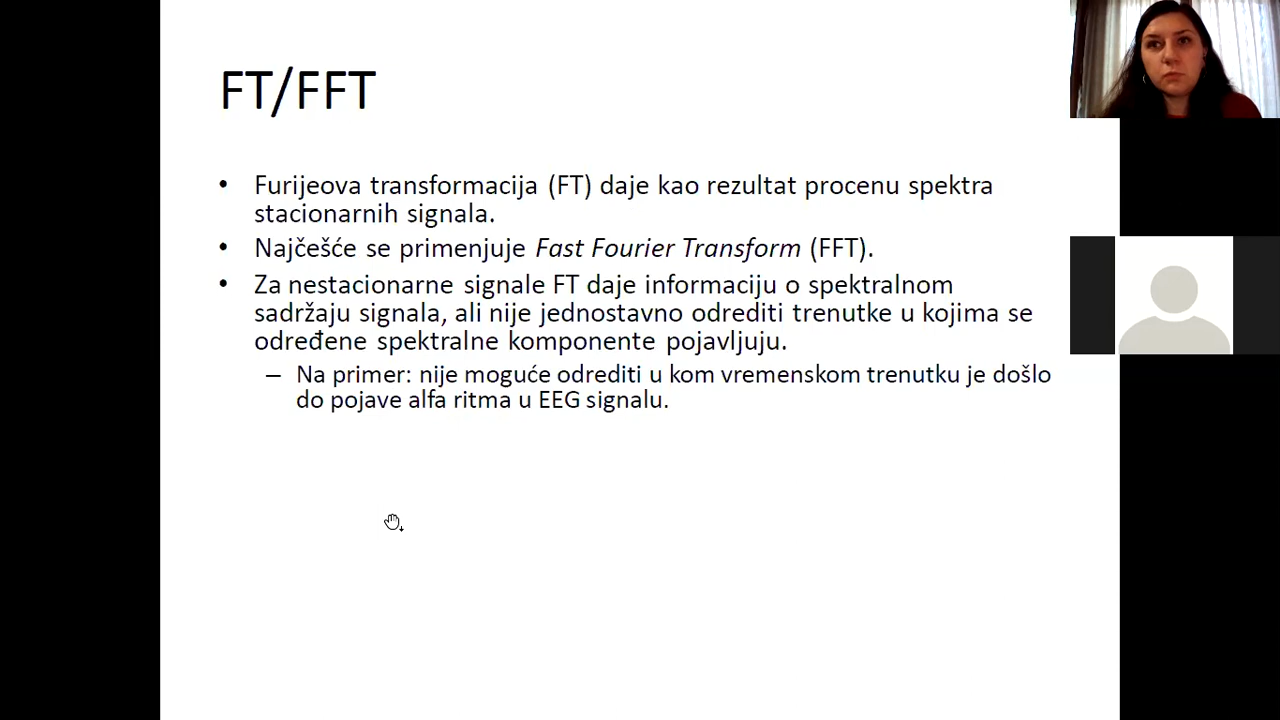 FT/FFT
• Furijeova transformacija (FT) daje kao rezultat procenu spektra
stacionarnih signala.
• Najčešće se primenjuje Fast Fourier Transform (FFT).
• Za nestacionarne signale FT daje informaciju o spektralnom
sadržaju signala, ali nije jednostavno odrediti trenutke u kojima se
određene spektralne komponente pojavljuju.
– Na primer: nije moguće odrediti u kom vremenskom trenutku je došlo
do pojave alfa ritma u EEG signalu.